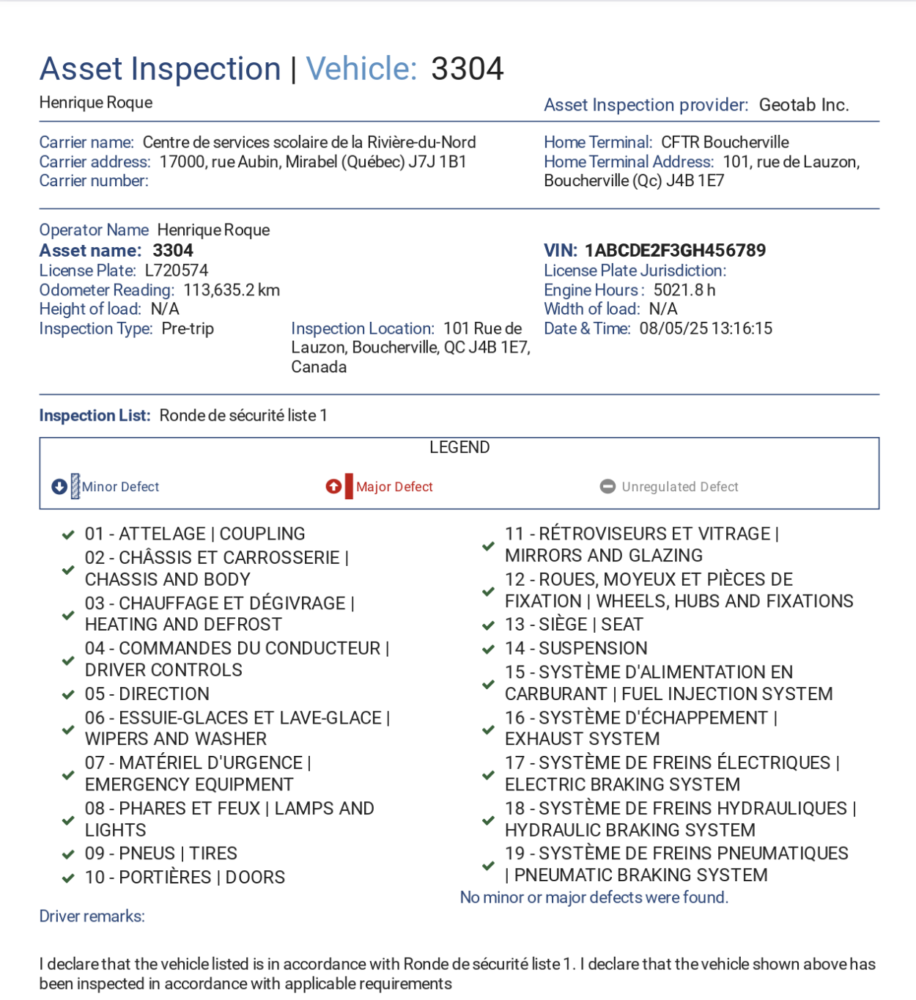 Asset Inspection | Vehicle: 3304
Henrique Roque
Asset Inspection provider: Geotab Inc.
Carrier name: Centre de services scolaire de la Rivière-du-Nord
Carrier address: 17000, rue Aubin, Mirabel (Québec) J7J 1B1
Carrier number:
Home Terminal: CFTR Boucherville
Home Terminal Address: 101, rue de Lauzon,
Boucherville (Qc) J4B 1E7
Operator Name Henrique Roque
Asset name: 3304
License Plate: L720574
Odometer Reading: 113,635.2 km
Height of load: N/A
Inspection Type: Pre-trip
Inspection Location: 101 Rue de
Lauzon, Boucherville, QC J4B 1E7,
Canada
VIN: 1ABCDE2F3GH456789
License Plate Jurisdiction:
Engine Hours : 5021.8 h
Width of load: N/A
Date & Time: 08/05/25 13:16:15
Inspection List: Ronde de sécurité liste 1
LEGEND
Minor Defect
Major Defect
Unregulated Defect
01 - ATTELAGE | COUPLING
02 - CHÂSSIS ET CARROSSERIE |
CHASSIS AND BODY
03 - CHAUFFAGE ET DÉGIVRAGE |
HEATING AND DEFROST
04 - COMMANDES DU CONDUCTEUR |
DRIVER CONTROLS
05 - DIRECTION
06 - ESSUIE-GLACES ET LAVE-GLACE |
WIPERS AND WASHER
07 - MATÉRIEL D'URGENCE |
EMERGENCY EQUIPMENT
08 - PHARES ET FEUX | LAMPS AND
LIGHTS
09 - PNEUS | TIRES
10 - PORTIÈRES | DOORS
11 - RÉTROVISEURS ET VITRAGE |
MIRRORS AND GLAZING
12 - ROUES, MOYEUX ET PIÈCES DE
FIXATION | WHEELS, HUBS AND FIXATIONS
13 - SIÈGE | SEAT
14 - SUSPENSION
15 - SYSTÈME D'ALIMENTATION EN
CARBURANT | FUEL INJECTION SYSTEM
16 - SYSTÈME D'ÉCHAPPEMENT |
EXHAUST SYSTEM
17 - SYSTÈME DE FREINS ÉLECTRIQUES |
ELECTRIC BRAKING SYSTEM
18 - SYSTÈME DE FREINS HYDRAULIQUES |
HYDRAULIC BRAKING SYSTEM
19 - SYSTÈME DE FREINS PNEUMATIQUES
| PNEUMATIC BRAKING SYSTEM
No minor or major defects were found.
Driver remarks:
I declare that the vehicle listed is in accordance with Ronde de sécurité liste 1. I declare that the vehicle shown above has
been inspected in accordance with applicable requirements